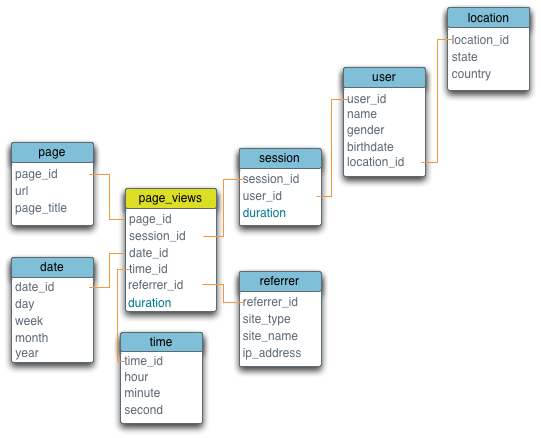 location
location_id
state
country
user
user_id
name
gender
birthdate
location_id
page
page_id
url
page_title
session
session_id
user_id
duration
page_views
page_id
session_id
date_id
time_id
referrer_id
duration
date
date_id
day
week
month
year
referrer
referrer_id
site_type
site_name
ip_address
time
time_id
hour
minute
second